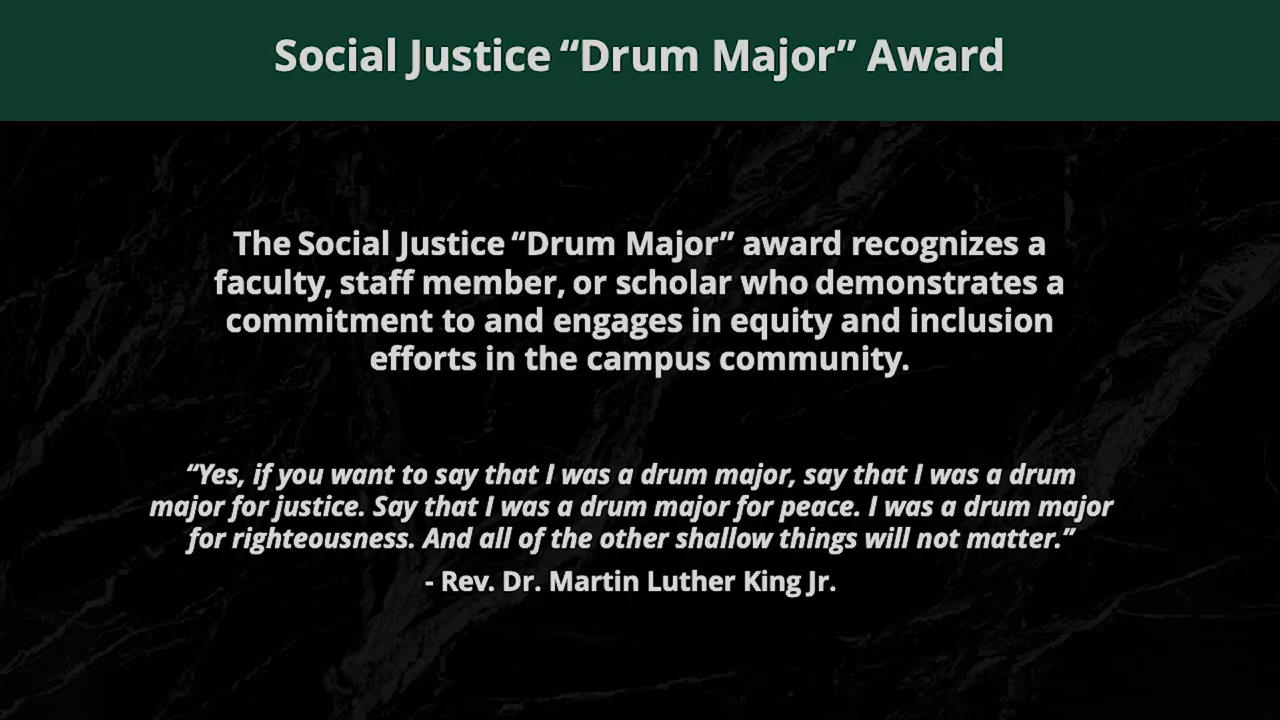 Social Justice “Drum Major” Award
The Social Justice “Drum Major” award recognizes a
faculty, staff member, or scholar who demonstrates a
commitment to and engages in equity and inclusion
efforts in the campus community.
“Yes, if you want to say that I was a drum major, say that I was a drum
major for justice. Say that I was a drum major for peace. I was a drum major
for righteousness. And all of the other shallow things will not matter.”
- Rev. Dr. Martin Luther King Jr.